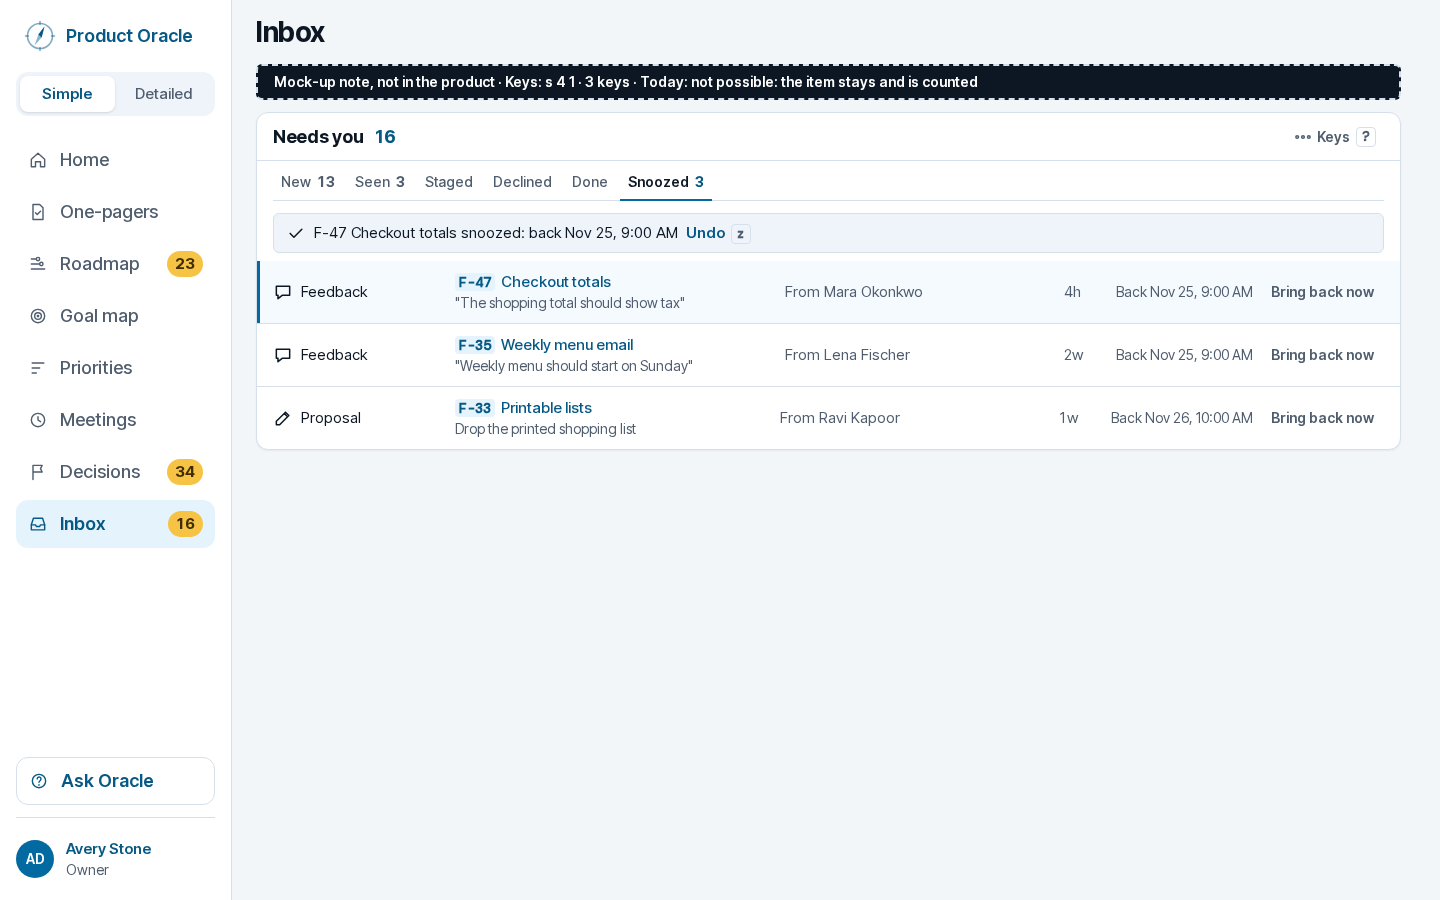 Product Oracle
Simple Detailed
Home
One-pagers
Roadmap 23
Goal map
Priorities
Meetings
Decisions 34
Inbox 16
Ask Oracle
AD Avery Stone
Owner
Inbox
Mock-up note, not in the product · Keys: s 4 1 · 3 keys · Today: not possible: the item stays and is counted
Needs you 16 ••• Keys ?
New 13 Seen 3 Staged Declined Done Snoozed 3
F-47 Checkout totals snoozed: back Nov 25, 9:00 AM Undo z
Feedback F-47 Checkout totals From Mara Okonkwo 4h Back Nov 25, 9:00 AM Bring back now
"The shopping total should show tax"
Feedback F-35 Weekly menu email From Lena Fischer 2w Back Nov 25, 9:00 AM Bring back now
"Weekly menu should start on Sunday"
Proposal F-33 Printable lists From Ravi Kapoor 1w Back Nov 26, 10:00 AM Bring back now
Drop the printed shopping list